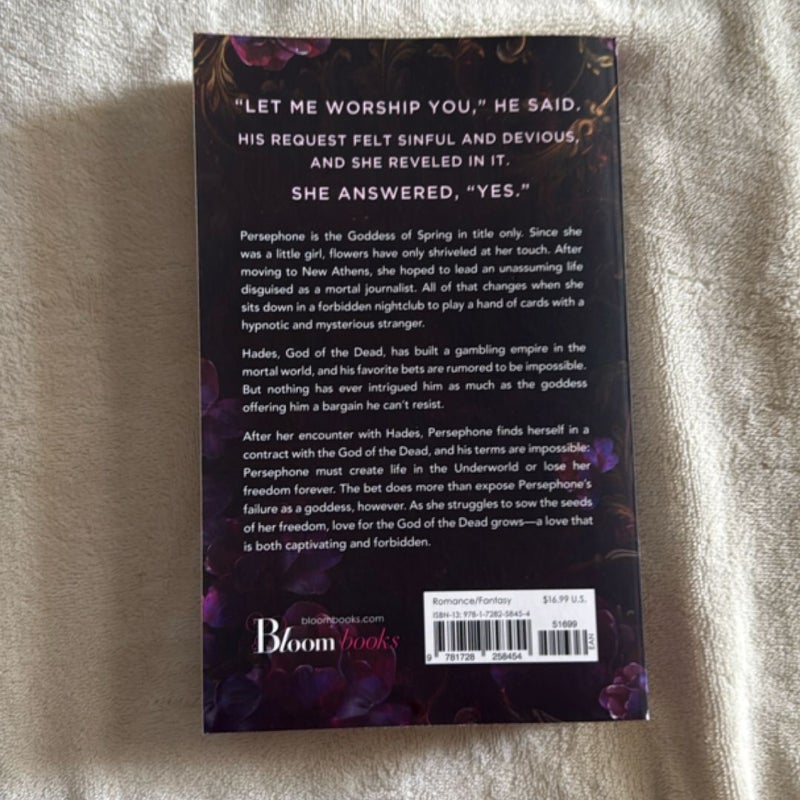 “LET ME WORSHIP YOU,” HE SAID.
HIS REQUEST FELT SINFUL AND DEVIOUS,
AND SHE REVELED IN IT.
SHE ANSWERED, “YES.”
Persephone is the Goddess of Spring in title only. Since she
was a little girl, flowers have only shriveled at her touch. After
moving to New Athens, she hoped to lead an unassuming life
disguised as a mortal journalist. All of that changes when she
sits down in a forbidden nightclub to play a hand of cards with a
hypnotic and mysterious stranger.
Hades, God of the Dead, has built a gambling empire in the
mortal world, and his favorite bets are rumored to be impossible.
But nothing has ever intrigued him as much as the goddess
offering him a bargain he can’t resist.
After her encounter with Hades, Persephone finds herself in a
contract with the God of the Dead, and his terms are impossible:
Persephone must create life in the Underworld or lose her
freedom forever. The bet does more than expose Persephone’s
failure as a goddess, however. As she struggles to sow the seeds
of her freedom, love for the God of the Dead grows—a love that
is both captivating and forbidden.
bloombooks.com
Bloom books
Romance/Fantasy $16.99 U.S.
ISBN-13: 978-1-7282-5845-4
51699
EAN
9 781728 258454